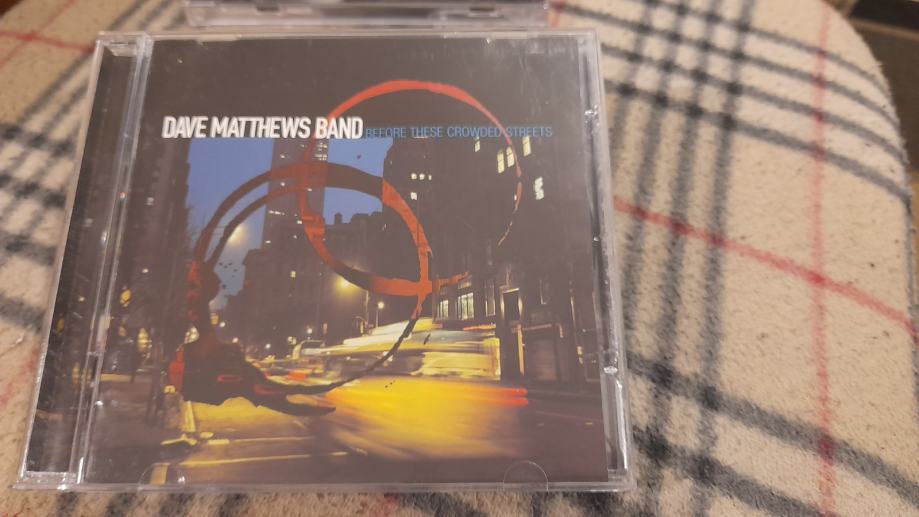 DAVE MATTHEWS BAND BEFORE THESE CROWDED STREETS